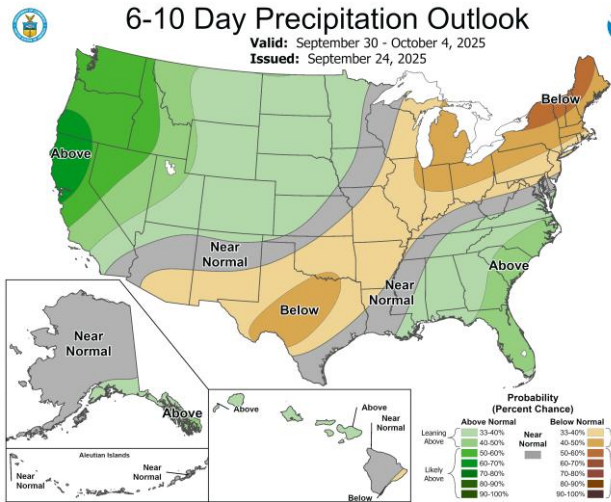 6-10 Day Precipitation Outlook
Valid: September 30 - October 4, 2025
Issued: September 24, 2025
Above
Below
Near
Normal
Below
Near
Normal
Above
Near
Normal
Above
Aleutian Islands
Near
Normal
Near
Normal
Above
Above
Near
Normal
Below
Probability
(Percent Chance)
Above Normal
Below Normal
Leaning
Above
Likely
Above
33-40%
40-50%
50-60%
60-70%
70-80%
80-90%
90-100%
Near
Normal
33-40%
40-50%
50-60%
60-70%
70-80%
80-90%
90-100%